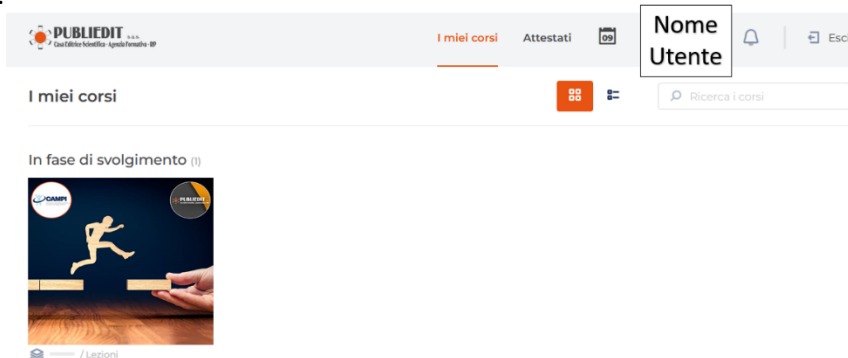 PUBLIEDIT s.a.s.
Casa Editrice Scientifica - Agenzia Formativa - BP
I miei corsi
Attestati
09
Nome
Utente
Esci
I miei corsi
Ricerca i corsi
In fase di svolgimento (1)
CAMPI
PUBLIEDIT
/ Lezioni